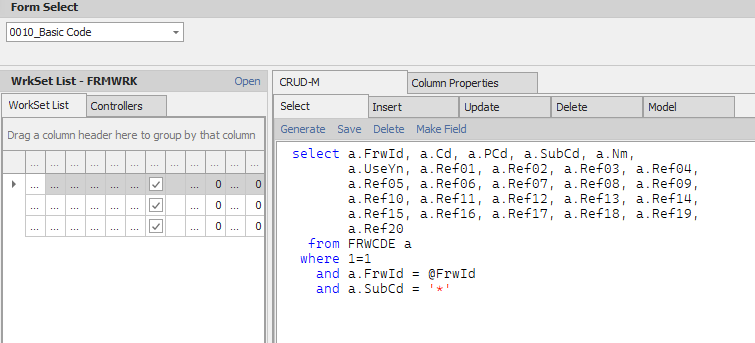 Form Select
0010_Basic Code
WrkSet List - FRMWRK Open
WorkSet List Controllers
Drag a column header here to group by that column
... ... ... ... ... ... ... ... ... ... ... ...
... ... ... ... ... ... ... 0 ... 0
... ... ... ... ... ... ... 0 ... 0
... ... ... ... ... ... ... 0 ... 0
CRUD-M Column Properties
Select Insert Update Delete Model
Generate Save Delete Make Field
select a.FrwId, a.Cd, a.PCd, a.SubCd, a.Nm,
a.UseYn, a.Ref01, a.Ref02, a.Ref03, a.Ref04,
a.Ref05, a.Ref06, a.Ref07, a.Ref08, a.Ref09,
a.Ref10, a.Ref11, a.Ref12, a.Ref13, a.Ref14,
a.Ref15, a.Ref16, a.Ref17, a.Ref18, a.Ref19,
a.Ref20
from FRWCDE a
where 1=1
and a.FrwId = @FrwId
and a.SubCd = '*'